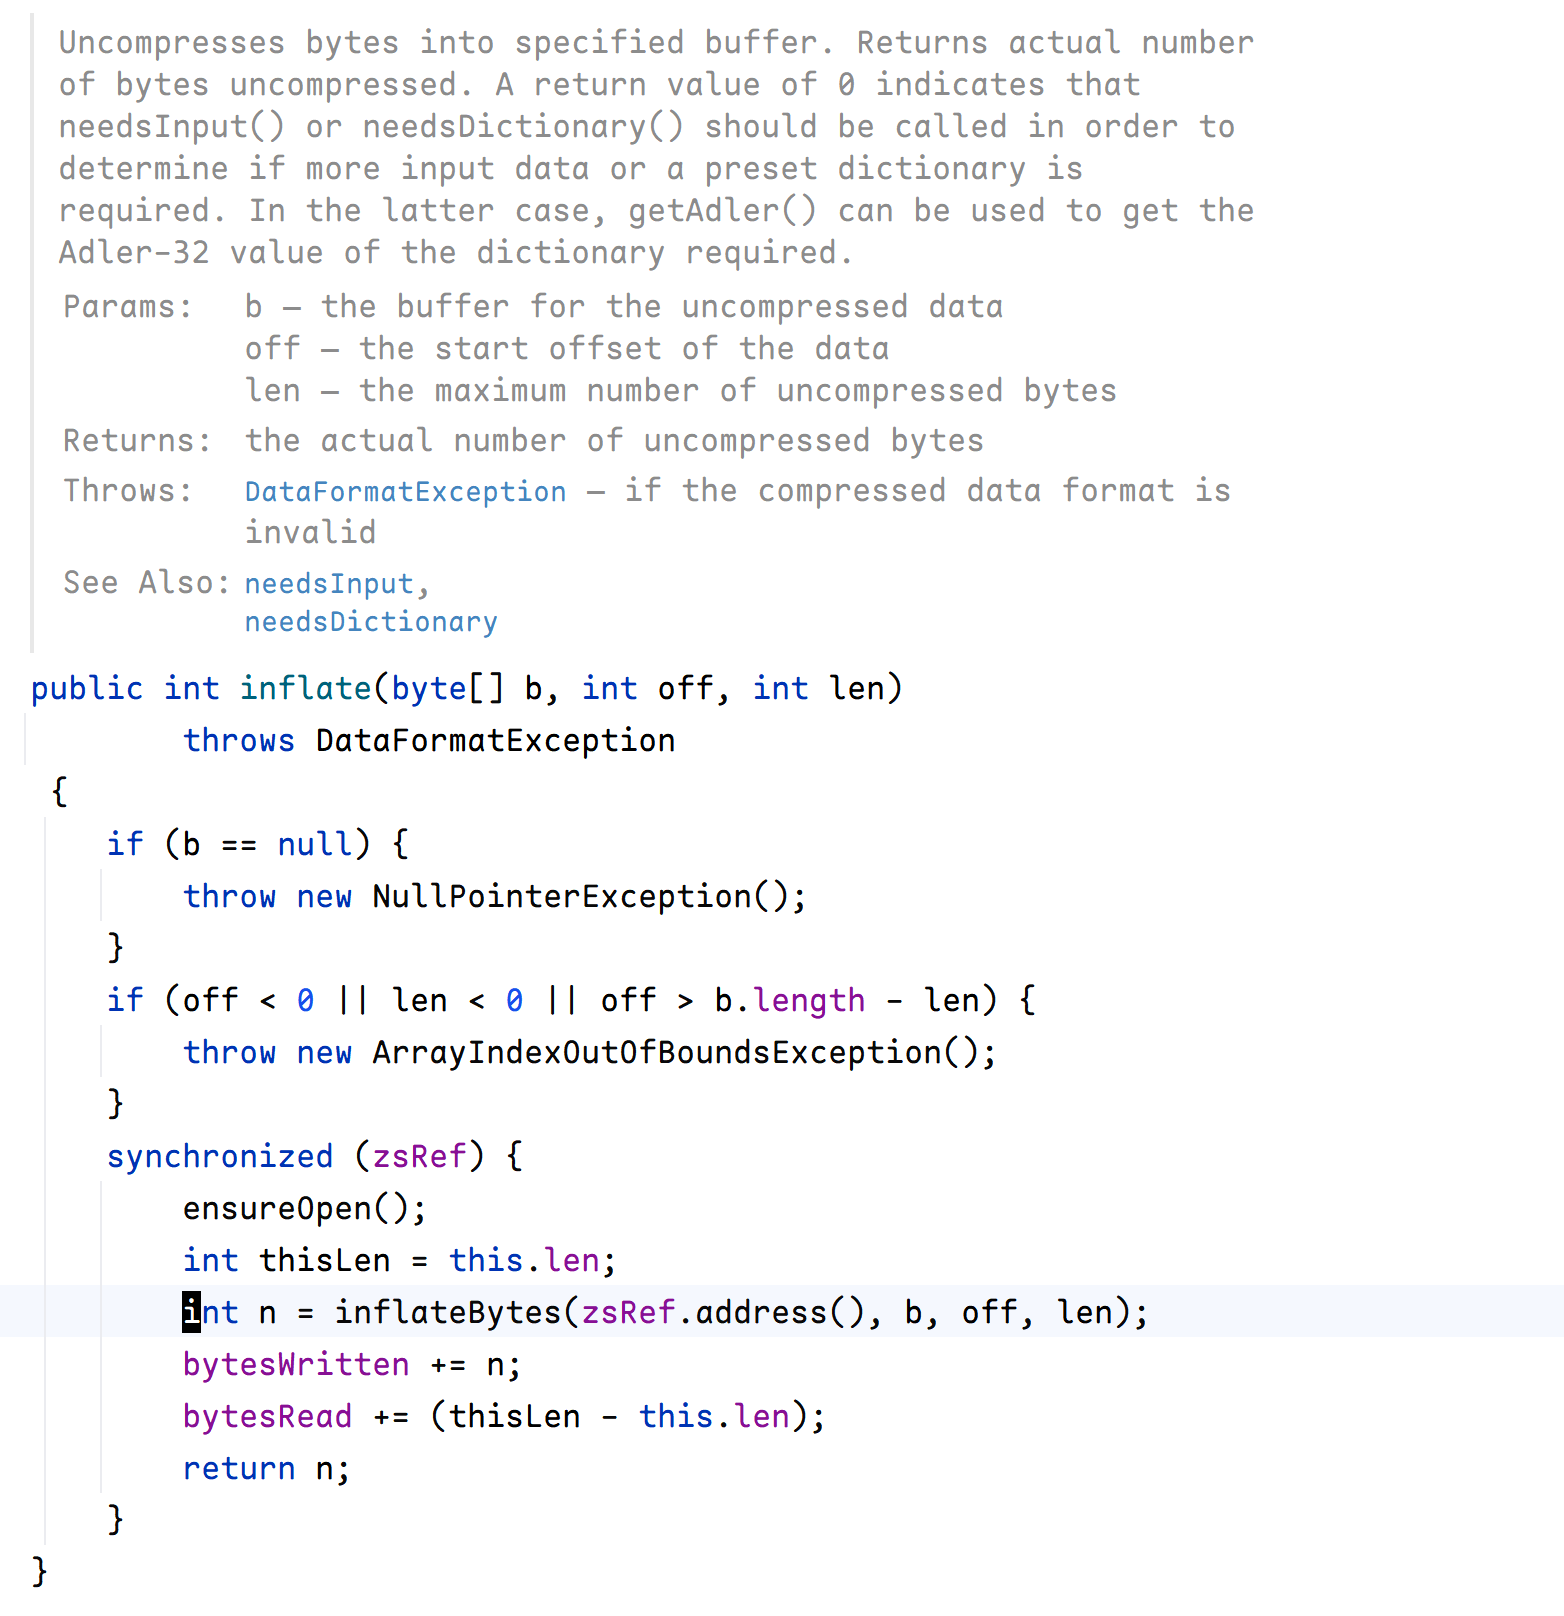 Uncompresses bytes into specified buffer. Returns actual number
of bytes uncompressed. A return value of 0 indicates that
needsInput() or needsDictionary() should be called in order to
determine if more input data or a preset dictionary is
required. In the latter case, getAdler() can be used to get the
Adler-32 value of the dictionary required.
Params: b – the buffer for the uncompressed data
off – the start offset of the data
len – the maximum number of uncompressed bytes
Returns: the actual number of uncompressed bytes
Throws: DataFormatException – if the compressed data format is
invalid
See Also: needsInput,
needsDictionary
public int inflate(byte[] b, int off, int len)
        throws DataFormatException
 {
    if (b == null) {
        throw new NullPointerException();
    }
    if (off < 0 || len < 0 || off > b.length - len) {
        throw new ArrayIndexOutOfBoundsException();
    }
    synchronized (zsRef) {
        ensureOpen();
        int thisLen = this.len;
        int n = inflateBytes(zsRef.address(), b, off, len);
        bytesWritten += n;
        bytesRead += (thisLen - this.len);
        return n;
    }
}